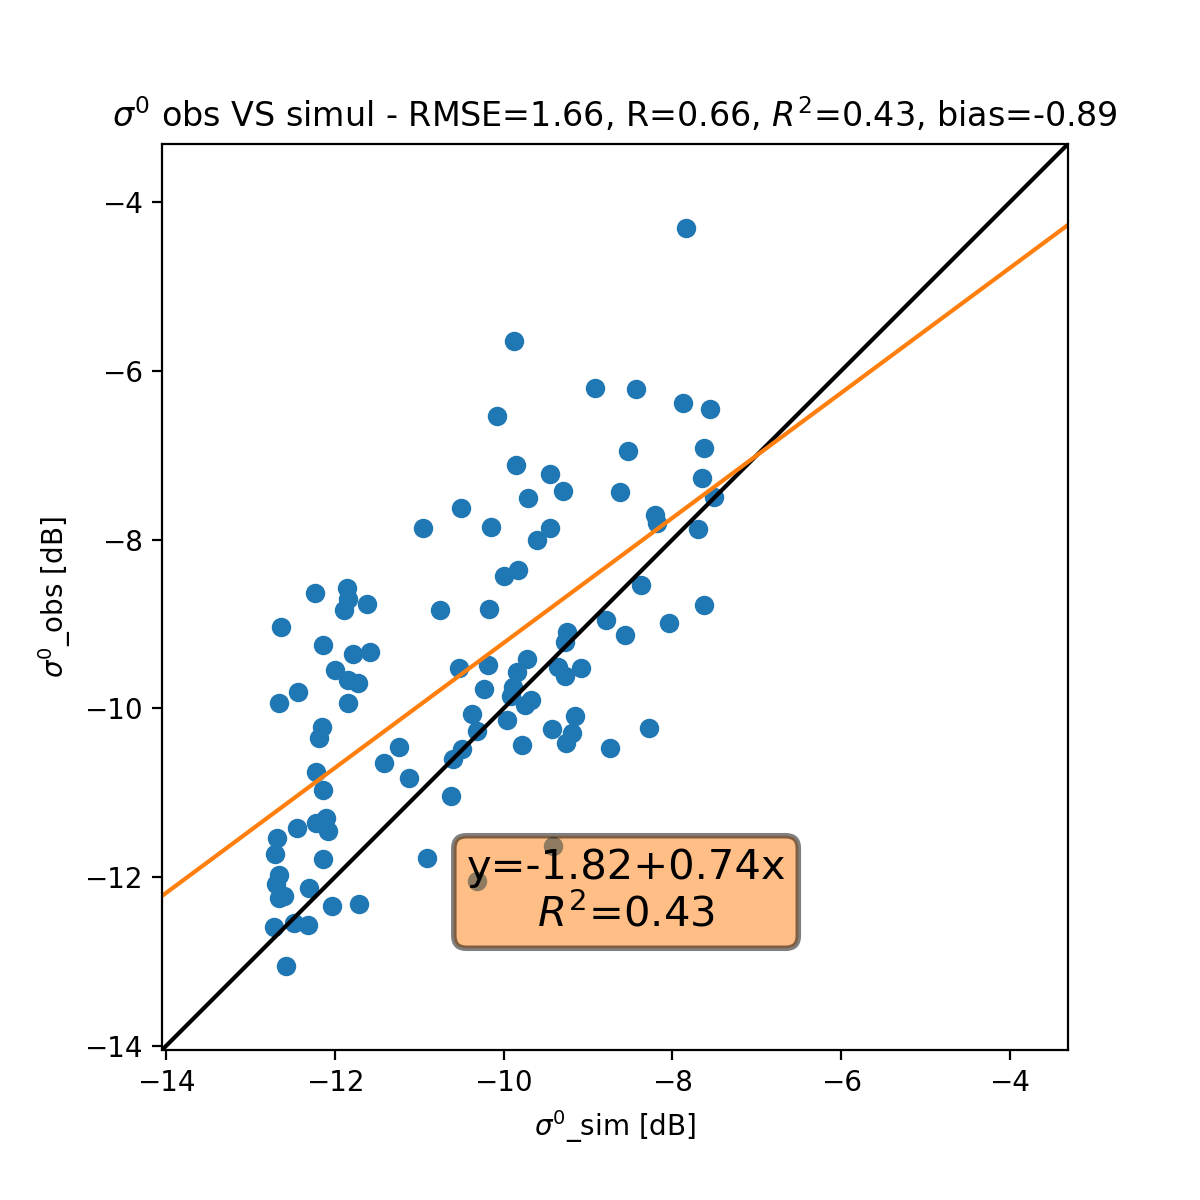 σ⁰ obs VS simul - RMSE=1.66, R=0.66, R²=0.43, bias=-0.89
−4
−6
−8
−10
−12
−14
σ⁰_obs [dB]
y=-1.82+0.74x
R²=0.43
−14 −12 −10 −8 −6 −4
σ⁰_sim [dB]